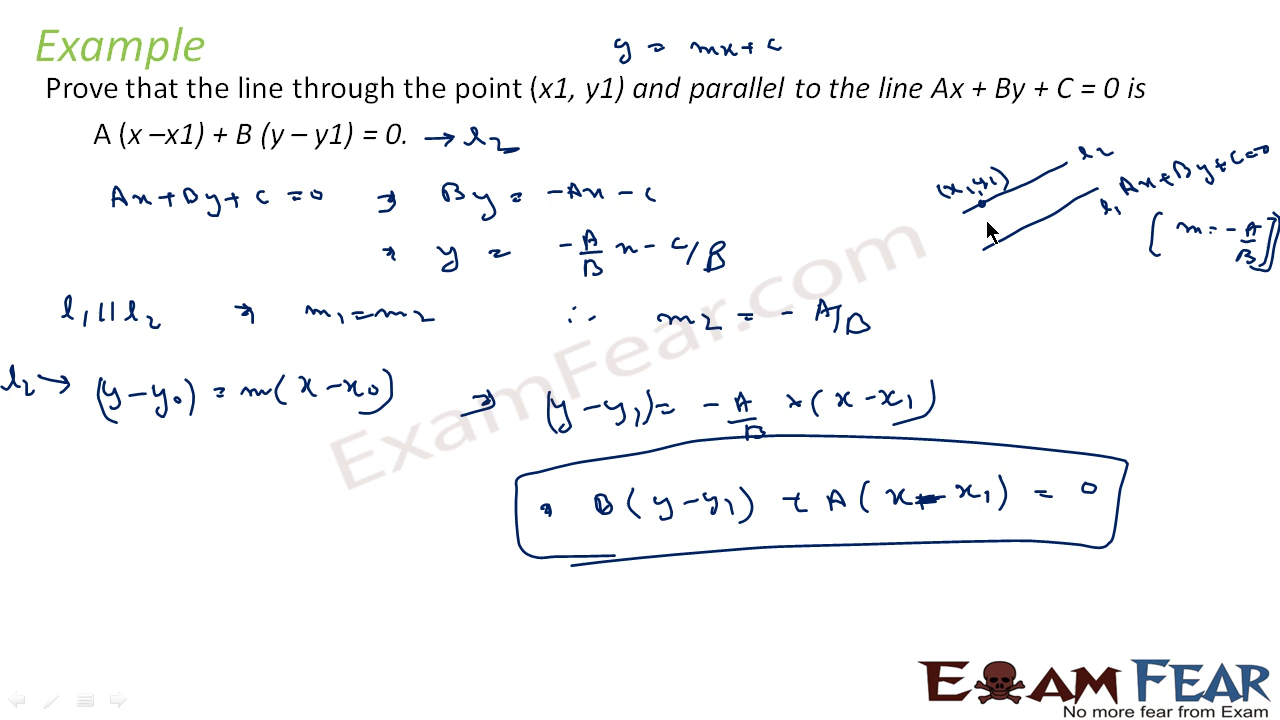 Example
y = mx + c
Prove that the line through the point (x1, y1) and parallel to the line Ax + By + C = 0 is
A (x –x1) + B (y – y1) = 0. → l2
Ax + By + C = 0 ⇒ By = -Ax - C
(x1, y1) l2
l1 Ax + By + C = 0
[ m = -A/B ]
⇒ y = -A/B x - C/B
l1 || l2 ⇒ m1 = m2 ∴ m2 = - A/B
l2 → (y - y0) = m(x - x0) ⇒ (y - y1) = -A/B × (x - x1)
⇒ B(y - y1) + A(x - x1) = 0
ExamFear.com
EXAM FEAR
No more fear from Exam